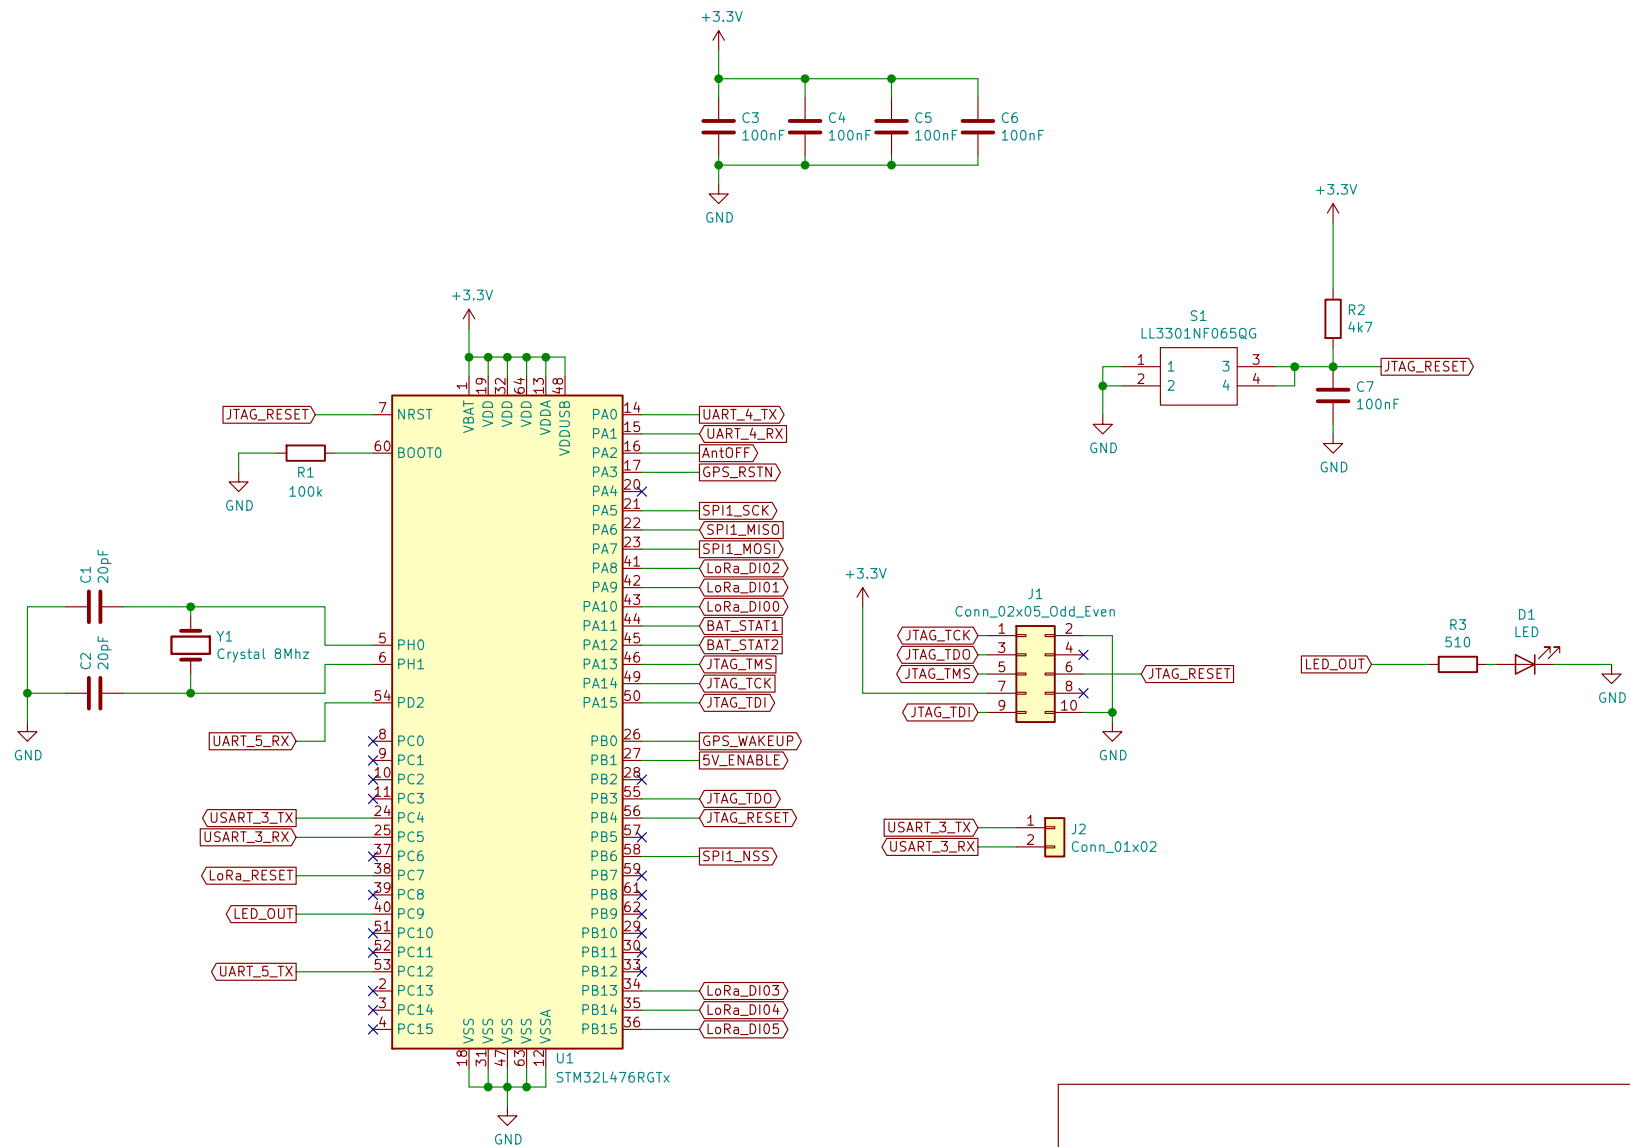 +3.3V
C3
100nF
C4
100nF
C5
100nF
C6
100nF
GND
+3.3V
R2
4k7
S1
LL3301NF065QG
1 1 3 3
2 2 4 4
JTAG_RESET
C7
100nF
GND
GND
+3.3V
1 19 32 64 13 48
VBAT VDD VDD VDD VDDA VDDUSB
JTAG_RESET 7 NRST
60 BOOT0
R1
100k
GND
C1
20pF
C2
20pF
Y1
Crystal 8Mhz
GND
5 PH0
6 PH1
54 PD2
UART_5_RX
8 PC0
9 PC1
10 PC2
11 PC3
USART_3_TX 24 PC4
USART_3_RX 25 PC5
37 PC6
LoRa_RESET 38 PC7
39 PC8
LED_OUT 40 PC9
51 PC10
52 PC11
UART_5_TX 53 PC12
2 PC13
3 PC14
4 PC15
PA0 14 UART_4_TX
PA1 15 UART_4_RX
PA2 16 AntOFF
PA3 17 GPS_RSTN
PA4 20
PA5 21 SPI1_SCK
PA6 22 SPI1_MISO
PA7 23 SPI1_MOSI
PA8 41 LoRa_DIO2
PA9 42 LoRa_DIO1
PA10 43 LoRa_DIO0
PA11 44 BAT_STAT1
PA12 45 BAT_STAT2
PA13 46 JTAG_TMS
PA14 49 JTAG_TCK
PA15 50 JTAG_TDI
PB0 26 GPS_WAKEUP
PB1 27 5V_ENABLE
PB2 28
PB3 55 JTAG_TDO
PB4 56 JTAG_RESET
PB5 57
PB6 58 SPI1_NSS
PB7 59
PB8 61
PB9 62
PB10 29
PB11 30
PB12 33
PB13 34 LoRa_DIO3
PB14 35 LoRa_DIO4
PB15 36 LoRa_DIO5
VSS VSS VSS VSS VSSA
18 31 47 63 12
U1
STM32L476RGTx
GND
+3.3V
J1
Conn_02x05_Odd_Even
JTAG_TCK 1 2
JTAG_TDO 3 4
JTAG_TMS 5 6 JTAG_RESET
7 8
JTAG_TDI 9 10
GND
USART_3_TX 1
USART_3_RX 2
J2
Conn_01x02
LED_OUT
R3
510
D1
LED
GND